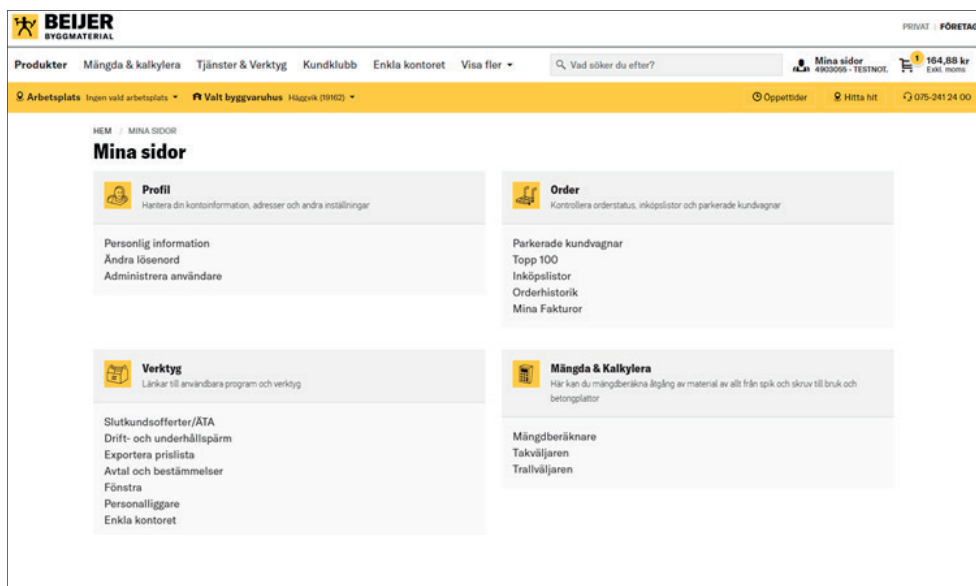 BEIJER
BYGGMATERIAL
PRIVAT | FÖRETAG
Produkter Mängda & kalkylera Tjänster & Verktyg Kundklubb Enkla kontoret Visa fler
Vad söker du efter?
Mina sidor
4903055 - TESTNOT.
1
164,88 kr
Exkl. moms
Arbetsplats Ingen vald arbetsplats Valt byggvaruhus Häggvik (19162) Öppettider Hitta hit 075-241 24 00
HEM / MINA SIDOR
Mina sidor
Profil
Hantera din kontoinformation, adresser och andra inställningar
Personlig information
Ändra lösenord
Administrera användare
Order
Kontrollera orderstatus, inköpslistor och parkerade kundvagnar
Parkerade kundvagnar
Topp 100
Inköpslistor
Orderhistorik
Mina Fakturor
Verktyg
Länkar till användbara program och verktyg
Slutkundsofferter/ÄTA
Drift- och underhållspärm
Exportera prislista
Avtal och bestämmelser
Fönstra
Personalliggare
Enkla kontoret
Mängda & Kalkylera
Här kan du mängdberäkna åtgång av material av allt från spik och skruv till bruk och
betongplattor
Mängdberäknare
Takväljaren
Trallväljaren